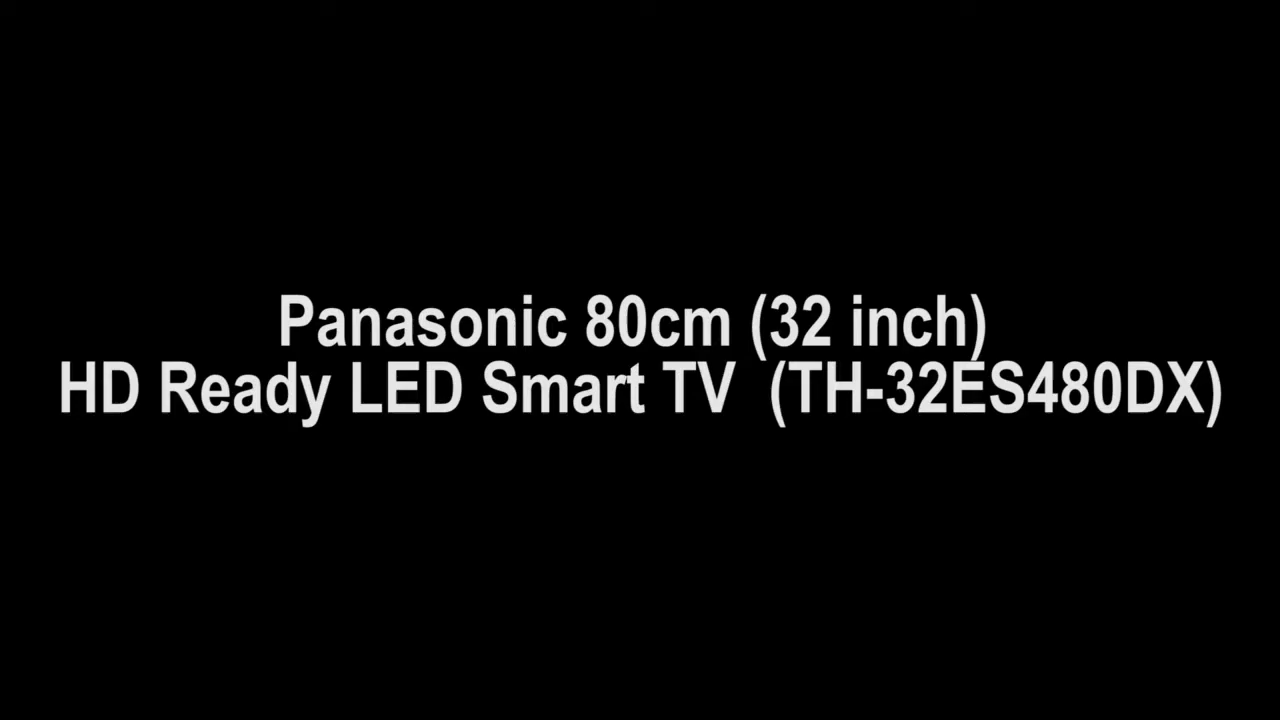 Panasonic 80cm (32 inch)
HD Ready LED Smart TV (TH-32ES480DX)